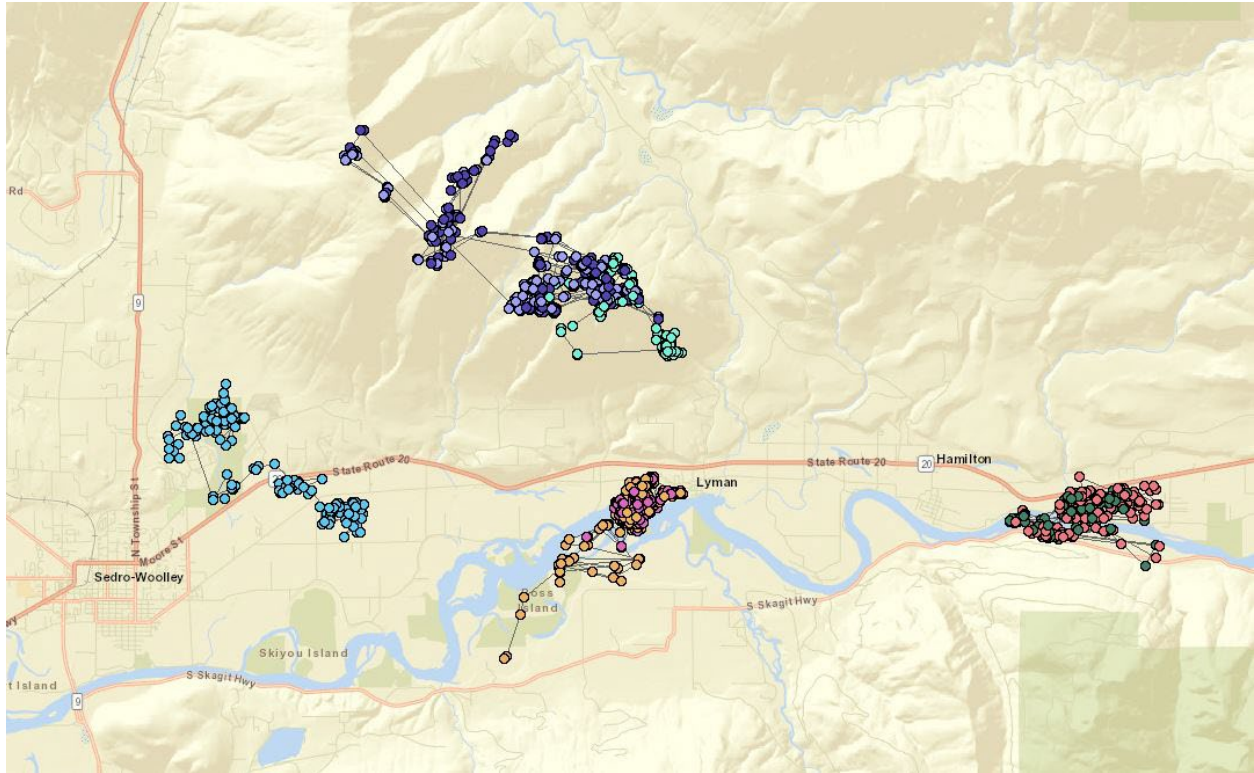 Rd
9
State Route 20
20
Hamilton
State Route 20
Lyman
N Township St
Moore St
Sedro-Woolley
Ross
Island
S Skagit Hwy
Skiyou Island
S Skagit Hwy
t Island
9